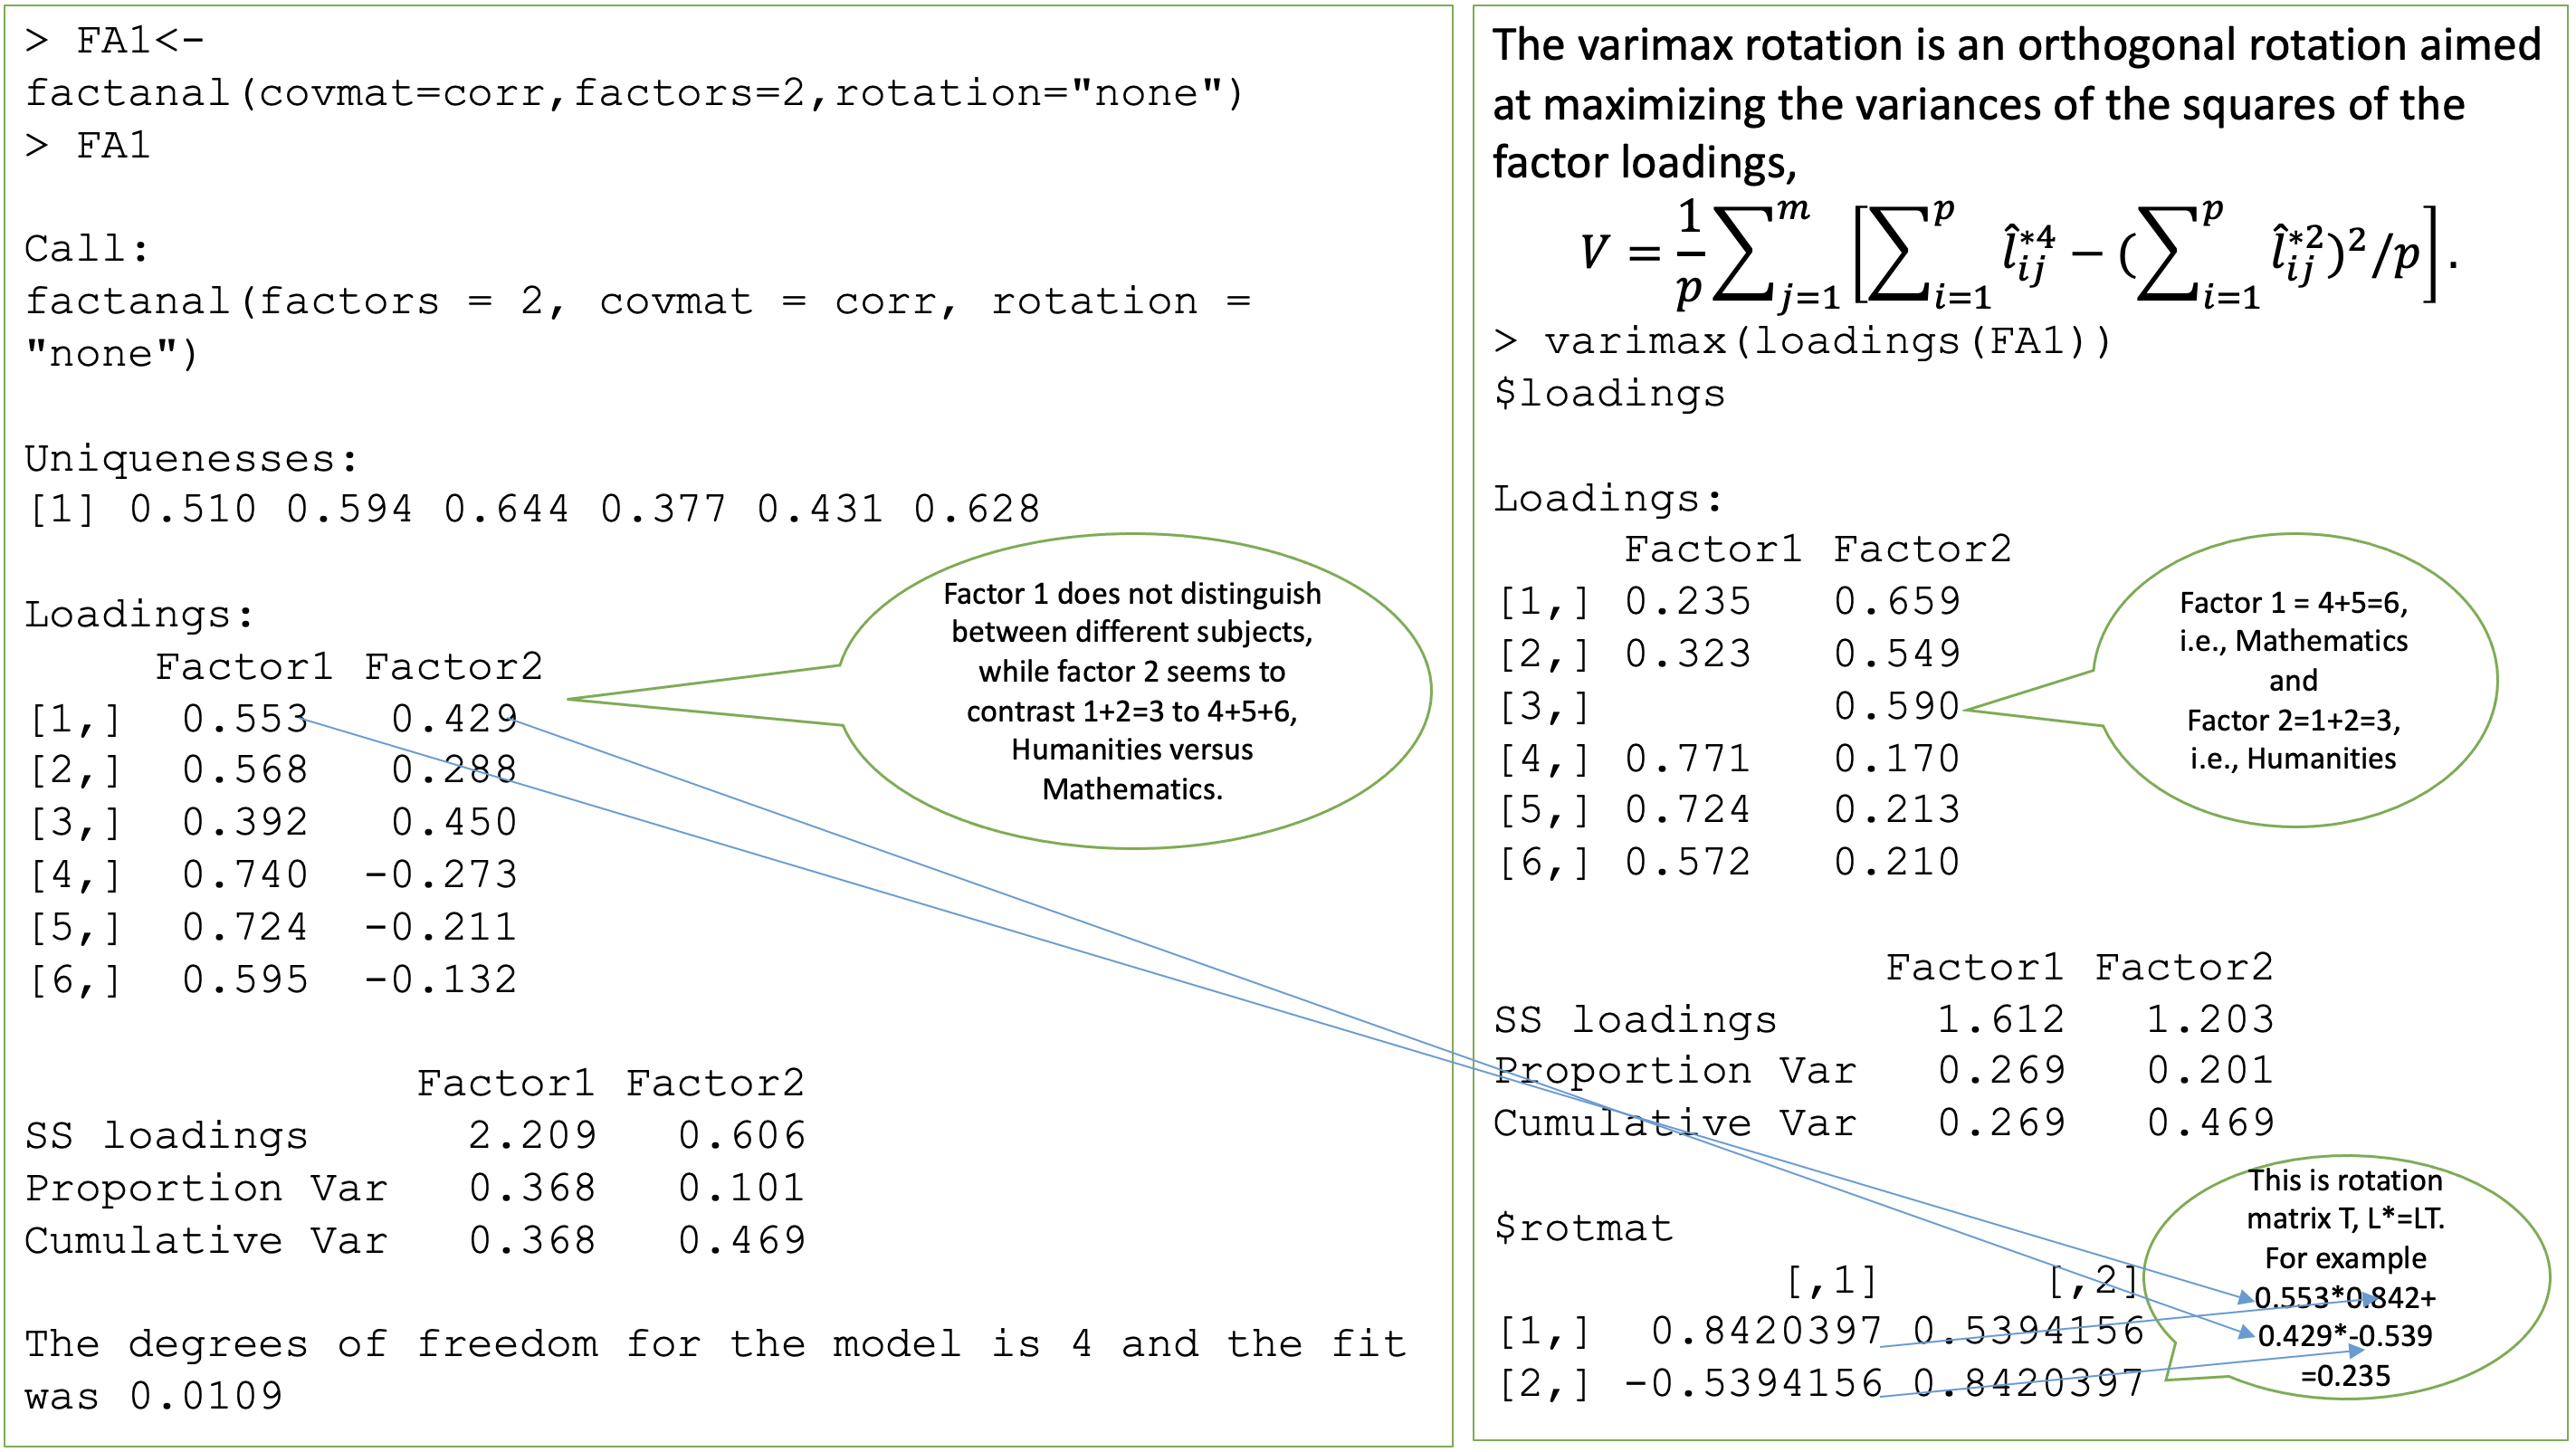 > FA1<-
factanal(covmat=corr,factors=2,rotation="none")
> FA1
Call:
factanal(factors = 2, covmat = corr, rotation =
"none")
Uniquenesses:
[1] 0.510 0.594 0.644 0.377 0.431 0.628
Loadings:
Factor1 Factor2
[1,] 0.553 0.429
[2,] 0.568 0.288
[3,] 0.392 0.450
[4,] 0.740 -0.273
[5,] 0.724 -0.211
[6,] 0.595 -0.132
Factor1 Factor2
SS loadings 2.209 0.606
Proportion Var 0.368 0.101
Cumulative Var 0.368 0.469
The degrees of freedom for the model is 4 and the fit
was 0.0109
Factor 1 does not distinguish
between different subjects,
while factor 2 seems to
contrast 1+2=3 to 4+5+6,
Humanities versus
Mathematics.
The varimax rotation is an orthogonal rotation aimed
at maximizing the variances of the squares of the
factor loadings,
V = \frac{1}{p} \sum_{j=1}^{m} \left[ \sum_{i=1}^{p} \hat{l}_{ij}^{*4} − (\sum_{i=1}^{p} \hat{l}_{ij}^{*2})^2/p \right].
> varimax(loadings(FA1))
$loadings
Loadings:
Factor1 Factor2
[1,] 0.235 0.659
[2,] 0.323 0.549
[3,] 0.590
[4,] 0.771 0.170
[5,] 0.724 0.213
[6,] 0.572 0.210
Factor 1 = 4+5=6,
i.e., Mathematics
and
Factor 2=1+2=3,
i.e., Humanities
Factor1 Factor2
SS loadings 1.612 1.203
Proportion Var 0.269 0.201
Cumulative Var 0.269 0.469
$rotmat
[,1] [,2]
[1,] 0.8420397 0.5394156
[2,] -0.5394156 0.8420397
This is rotation
matrix T, L*=LT.
For example
0.553*0.842+
0.429*-0.539
=0.235